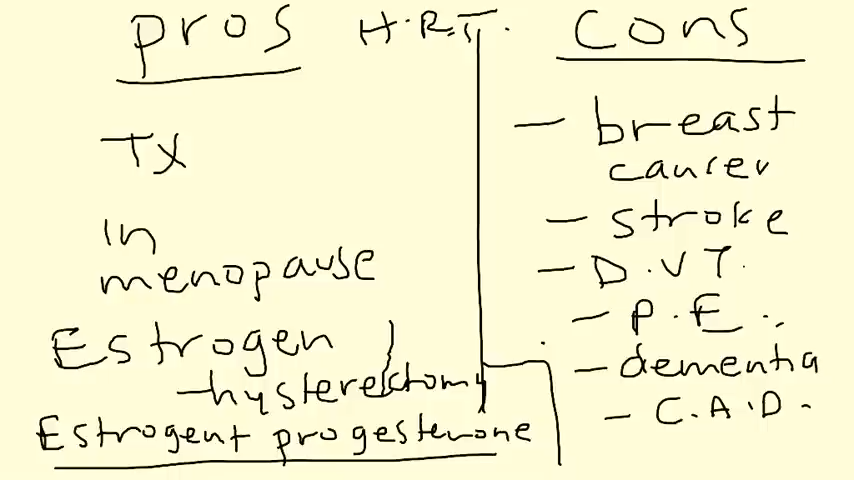 pros H.R.T. cons
Tx
in
menopause
Estrogen
-hysterectomy
Estrogent progesterone
- breast
cancer
- stroke
- D.V.T.
- P.E.
- dementia
- C.A.D.